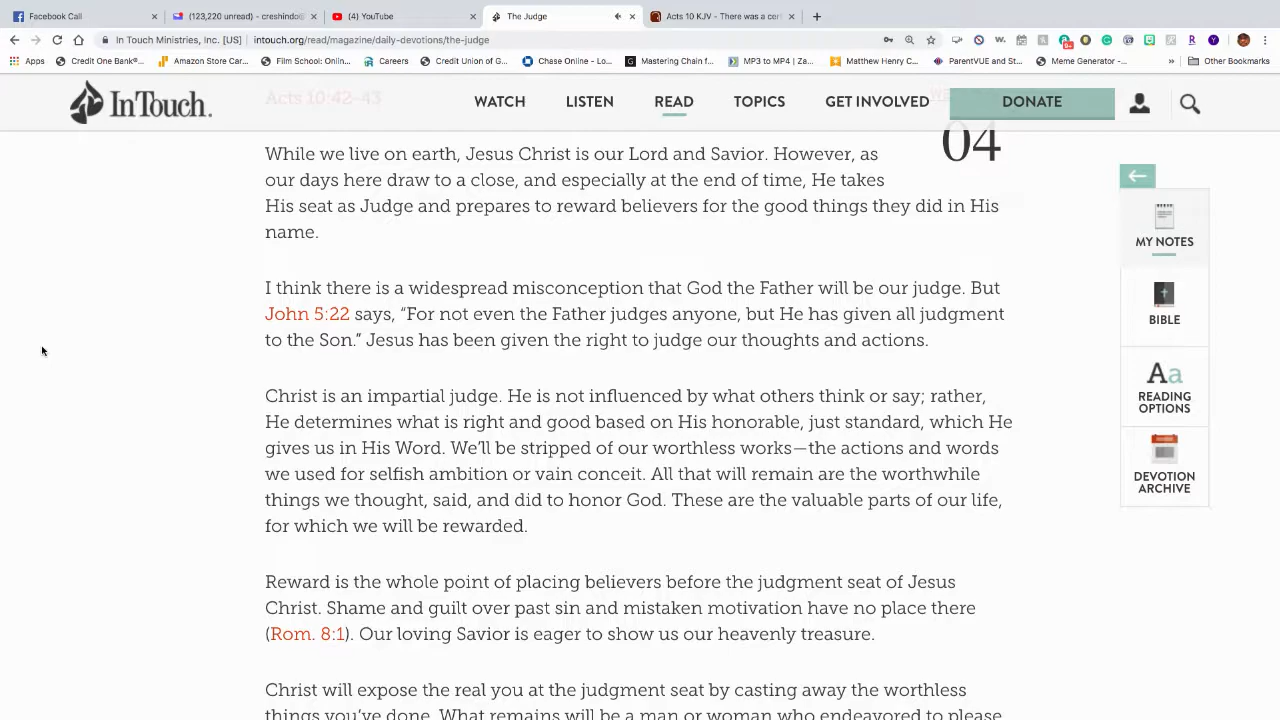 Facebook Call
(123,220 unread) - creshindo@
(4) YouTube
The Judge
Acts 10 KJV - There was a cer
In Touch Ministries, Inc. [US] | intouch.org/read/magazine/daily-devotions/the-judge
Apps
Credit One Bank®...
Amazon Store Car...
Film School: Onlin...
Careers
Credit Union of G...
Chase Online - Lo...
Mastering Chain f...
MP3 to MP4 | Za...
Matthew Henry C...
ParentVUE and St...
Meme Generator -...
»
Other Bookmarks
InTouch.
Acts 10:42-43
WATCH
LISTEN
READ
TOPICS
GET INVOLVED
DONATE
04
While we live on earth, Jesus Christ is our Lord and Savior. However, as
our days here draw to a close, and especially at the end of time, He takes
His seat as Judge and prepares to reward believers for the good things they did in His
name.
I think there is a widespread misconception that God the Father will be our judge. But
John 5:22 says, “For not even the Father judges anyone, but He has given all judgment
to the Son.” Jesus has been given the right to judge our thoughts and actions.
Christ is an impartial judge. He is not influenced by what others think or say; rather,
He determines what is right and good based on His honorable, just standard, which He
gives us in His Word. We’ll be stripped of our worthless works—the actions and words
we used for selfish ambition or vain conceit. All that will remain are the worthwhile
things we thought, said, and did to honor God. These are the valuable parts of our life,
for which we will be rewarded.
Reward is the whole point of placing believers before the judgment seat of Jesus
Christ. Shame and guilt over past sin and mistaken motivation have no place there
(Rom. 8:1). Our loving Savior is eager to show us our heavenly treasure.
Christ will expose the real you at the judgment seat by casting away the worthless
things you’ve done. What remains will be a man or woman who endeavored to please
MY NOTES
BIBLE
Aa
READING
OPTIONS
DEVOTION
ARCHIVE